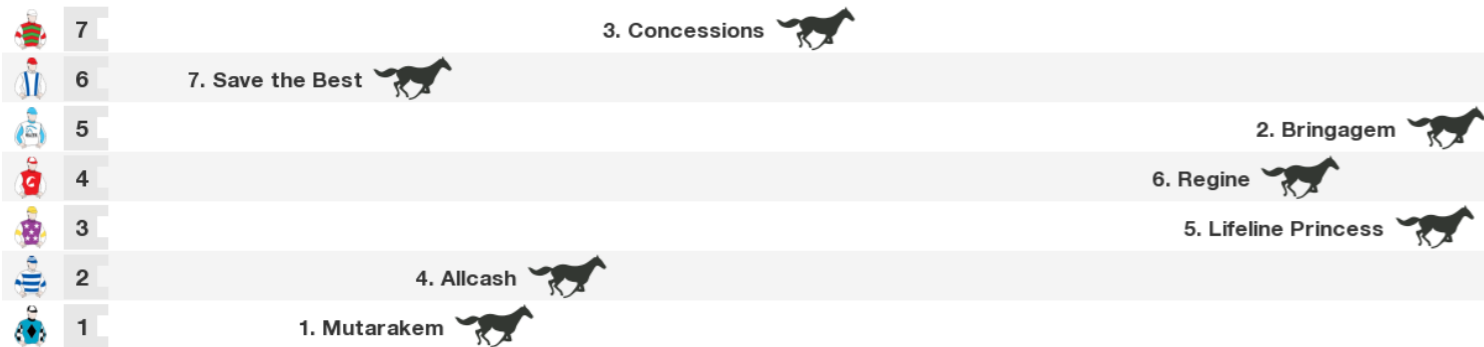 7 3. Concessions
6 7. Save the Best
5 2. Bringagem
4 6. Regine
3 5. Lifeline Princess
2 4. Allcash
1 1. Mutarakem